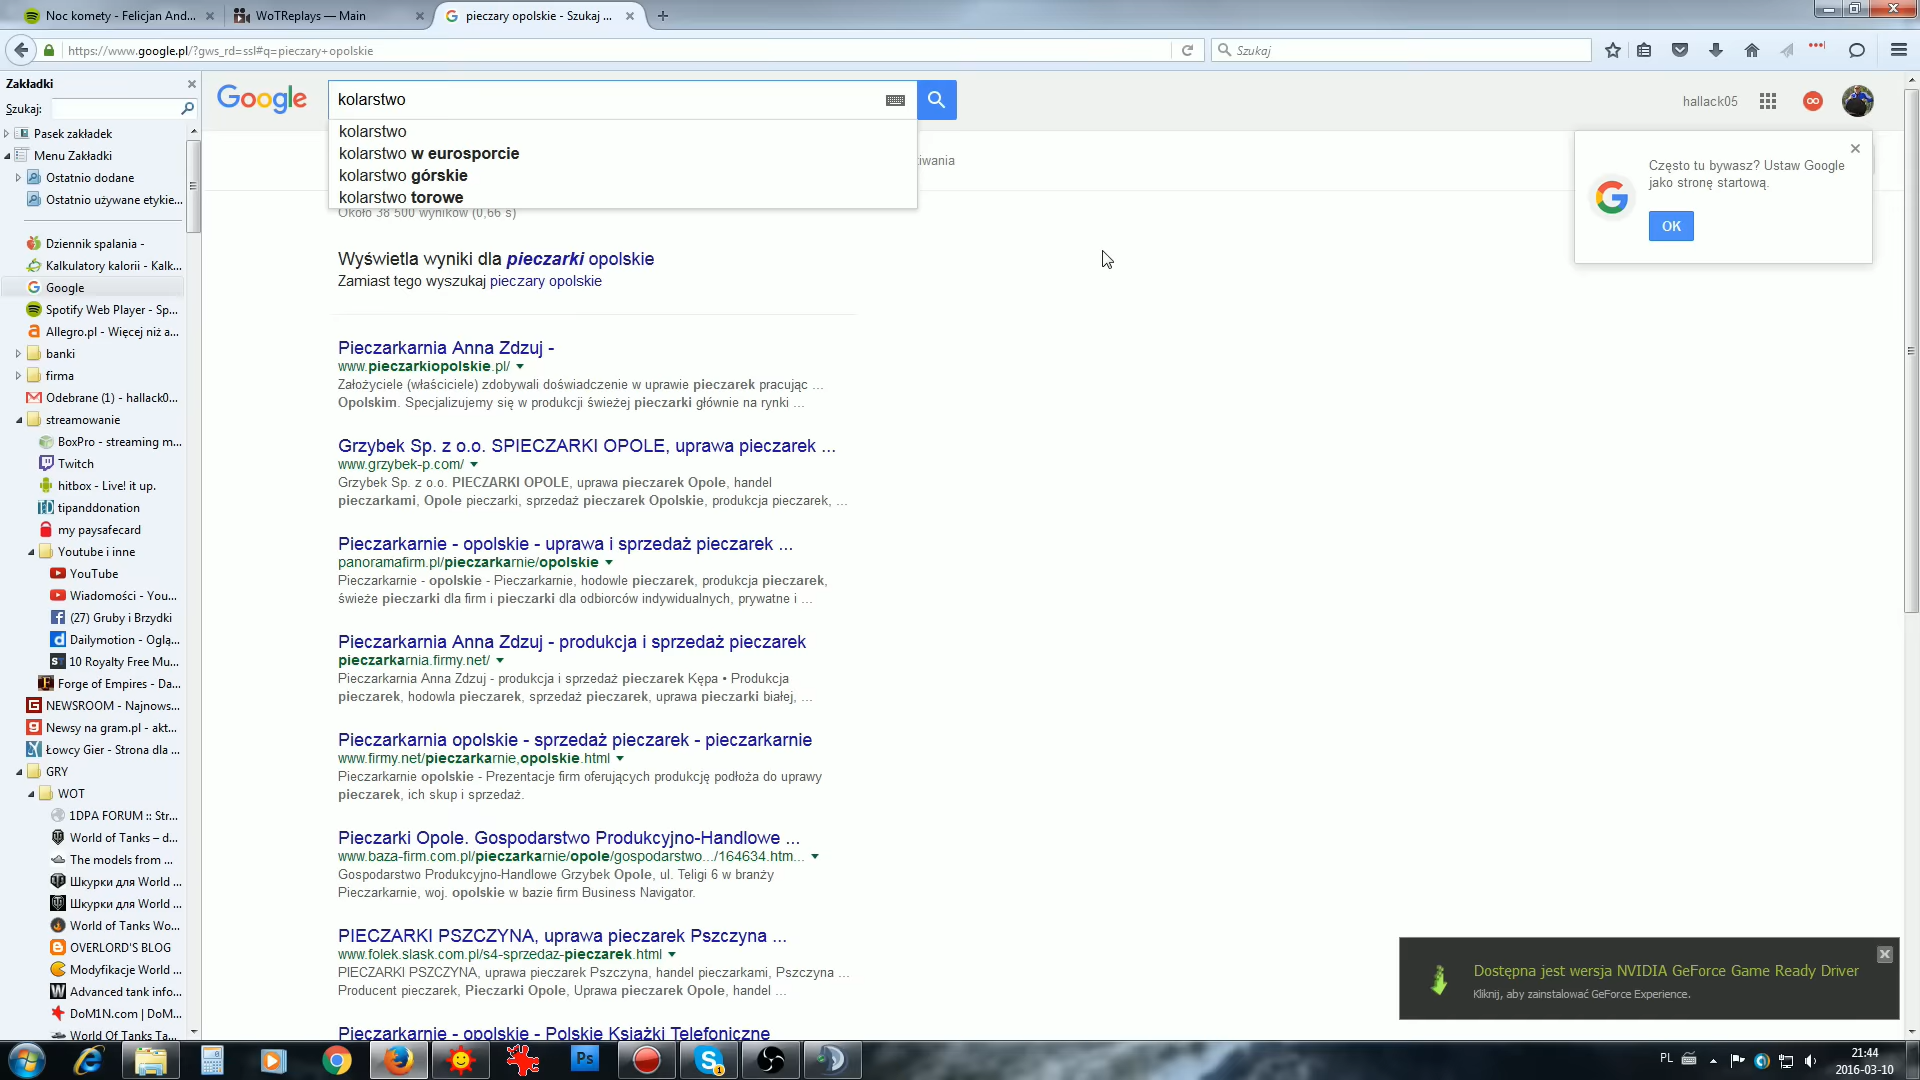 Noc komety - Felicjan And...
WoTReplays — Main
pieczary opolskie - Szukaj ...
https://www.google.pl/?gws_rd=ssl#q=pieczary+opolskie
Szukaj
Zakładki
Szukaj:
Pasek zakładek
Menu Zakładki
Ostatnio dodane
Ostatnio używane etykie...
Dziennik spalania -
Kalkulatory kalorii - Kalk...
Google
Spotify Web Player - Sp...
Allegro.pl - Więcej niż a...
banki
firma
Odebrane (1) - hallack0...
streamowanie
BoxPro - streaming m...
Twitch
hitbox - Live! it up.
tipanddonation
my paysafecard
Youtube i inne
YouTube
Wiadomości - You...
(27) Gruby i Brzydki
Dailymotion - Oglą...
10 Royalty Free Mu...
Forge of Empires - Da...
NEWSROOM - Najnows...
Newsy na gram.pl - akt...
Łowcy Gier - Strona dla ...
GRY
WOT
1DPA FORUM :: Str...
World of Tanks – d...
The models from ...
Шкурки для World ...
Шкурки для World ...
World of Tanks Wo...
OVERLORD'S BLOG
Modyfikacje World ...
Advanced tank info...
DoM1N.com | DoM...
World Of Tanks Ta...
Google
kolarstwo
kolarstwo
kolarstwo w eurosporcie
kolarstwo górskie
kolarstwo torowe
hallack05
Często tu bywasz? Ustaw Google
jako stronę startową.
OK
Około 38 500 wyników (0,66 s)
Wyświetla wyniki dla pieczarki opolskie
Zamiast tego wyszukaj pieczary opolskie
Pieczarkarnia Anna Zdzuj -
www.pieczarkiopolskie.pl/
Założyciele (właściciele) zdobywali doświadczenie w uprawie pieczarek pracując ...
Opolskim. Specjalizujemy się w produkcji świeżej pieczarki głównie na rynki ...
Grzybek Sp. z o.o. SPIECZARKI OPOLE, uprawa pieczarek ...
www.grzybek-p.com/
Grzybek Sp. z o.o. PIECZARKI OPOLE, uprawa pieczarek Opole, handel
pieczarkami, Opole pieczarki, sprzedaż pieczarek Opolskie, produkcja pieczarek, ...
Pieczarkarnie - opolskie - uprawa i sprzedaż pieczarek ...
panoramafirm.pl/pieczarkarnie/opolskie
Pieczarkarnie - opolskie - Pieczarkarnie, hodowle pieczarek, produkcja pieczarek,
świeże pieczarki dla firm i pieczarki dla odbiorców indywidualnych, prywatne i ...
Pieczarkarnia Anna Zdzuj - produkcja i sprzedaż pieczarek
pieczarkarnia.firmy.net/
Pieczarkarnia Anna Zdzuj - produkcja i sprzedaż pieczarek Kępa • Produkcja
pieczarek, hodowla pieczarek, sprzedaż pieczarek, uprawa pieczarki białej, ...
Pieczarkarnia opolskie - sprzedaż pieczarek - pieczarkarnie
www.firmy.net/pieczarkarnie,opolskie.html
Pieczarkarnie opolskie - Prezentacje firm oferujących produkcję podłoża do uprawy
pieczarek, ich skup i sprzedaż.
Pieczarki Opole. Gospodarstwo Produkcyjno-Handlowe ...
www.baza-firm.com.pl/pieczarkarnie/opole/gospodarstwo.../164634.htm...
Gospodarstwo Produkcyjno-Handlowe Grzybek Opole, ul. Teligi 6 w branży
Pieczarkarnie, woj. opolskie w bazie firm Business Navigator.
PIECZARKI PSZCZYNA, uprawa pieczarek Pszczyna ...
www.folek.slask.com.pl/s4-sprzedaz-pieczarek.html
PIECZARKI PSZCZYNA, uprawa pieczarek Pszczyna, handel pieczarkami, Pszczyna ...
Producent pieczarek, Pieczarki Opole, Uprawa pieczarek Opole, handel ...
Pieczarkarnie - opolskie - Polskie Książki Telefoniczne
Dostępna jest wersja NVIDIA GeForce Game Ready Driver
Kliknij, aby zainstalować GeForce Experience.
Ps
PL
21:44
2016-03-10